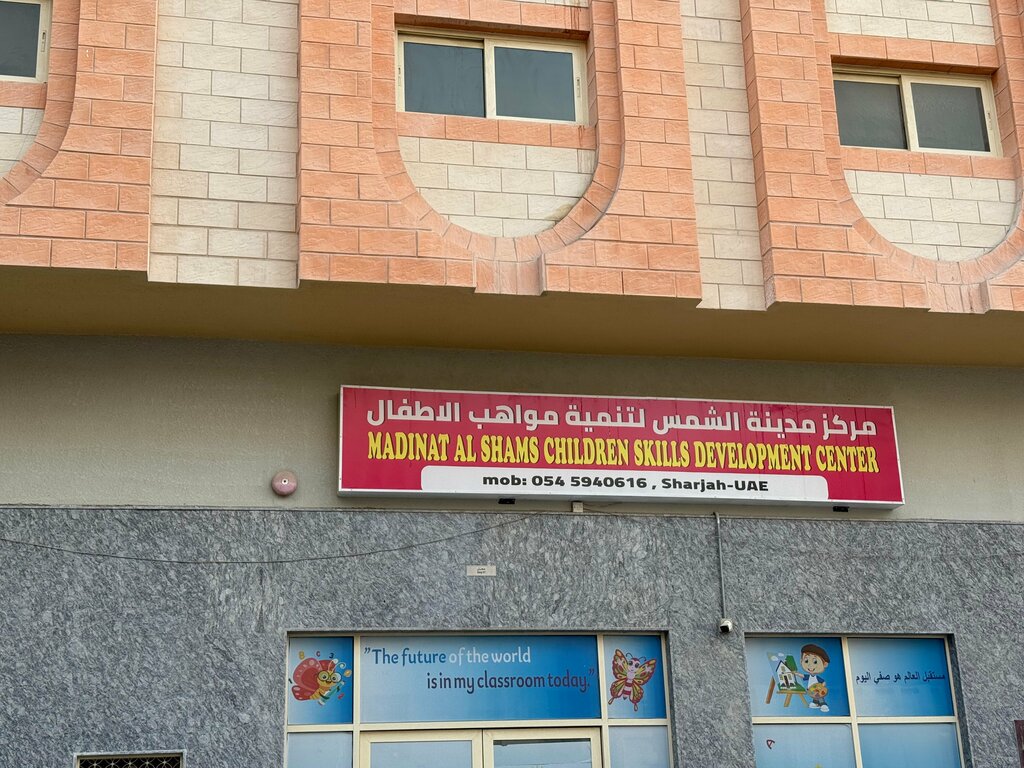 مركز مدينة الشمس لتنمية مواهب الاطفال
MADINAT AL SHAMS CHILDREN SKILLS DEVELOPMENT CENTER
mob: 054 5940616 , Sharjah-UAE
"The future of the world
is in my classroom today."
مستقبل العالم هو صفي اليوم